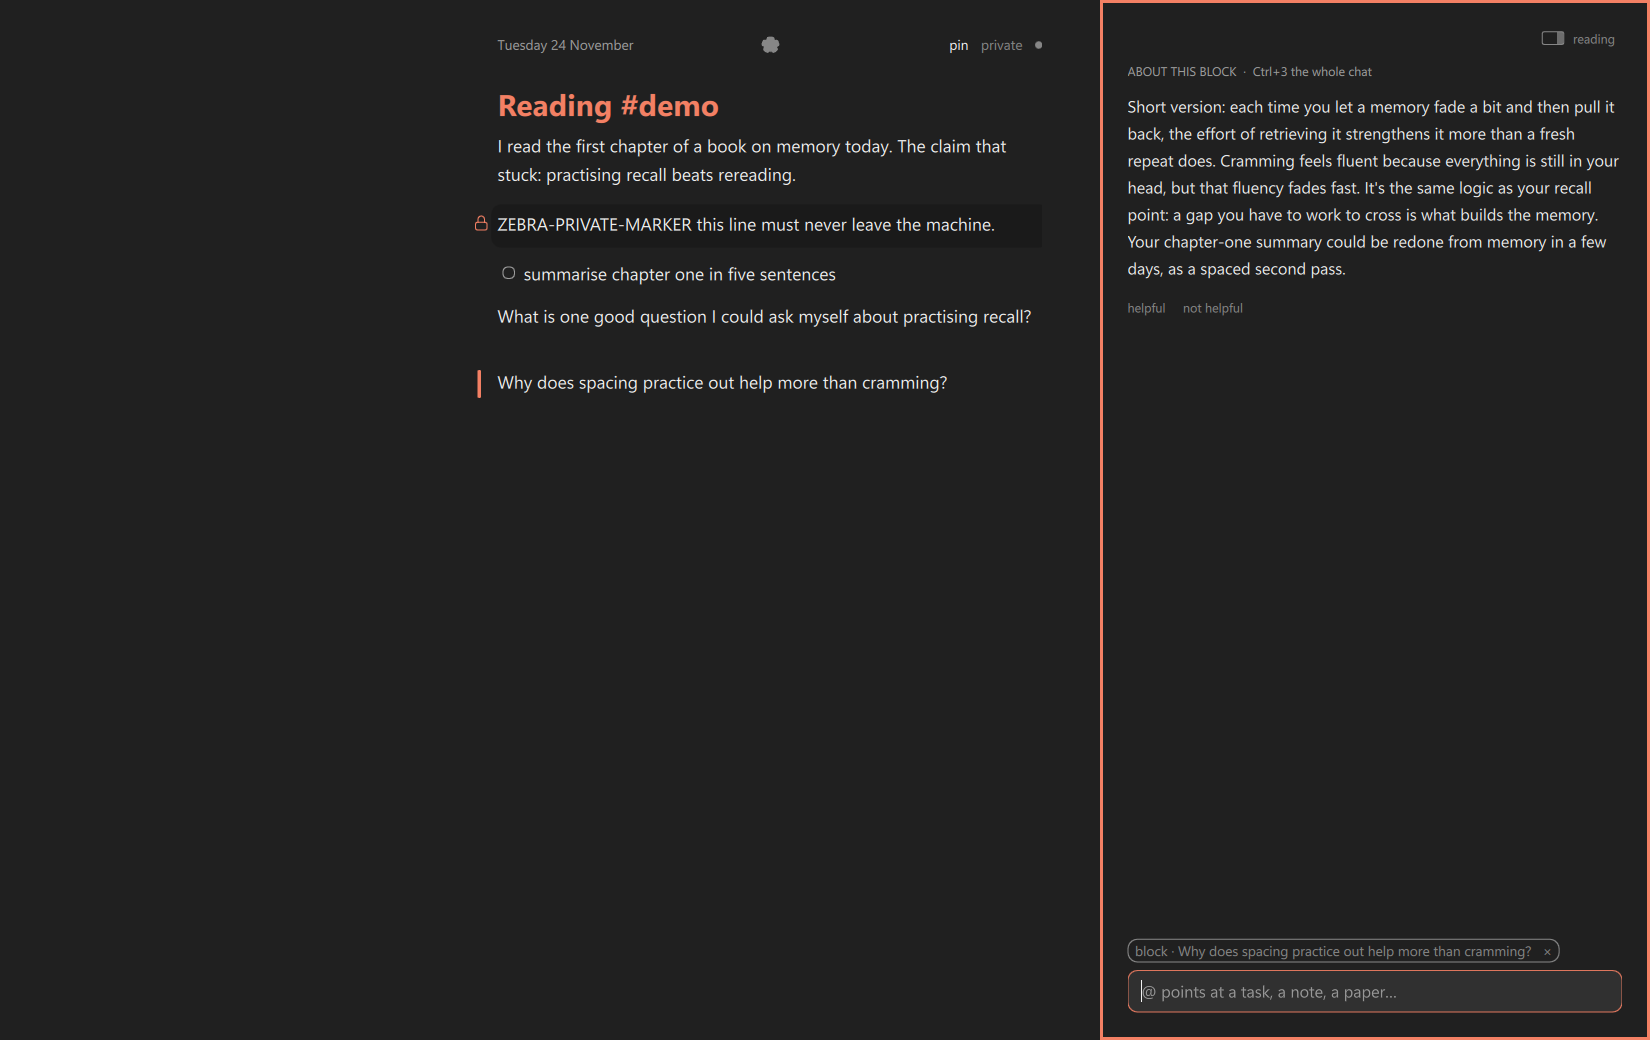 Tuesday 24 November
pin private
Reading #demo
I read the first chapter of a book on memory today. The claim that
stuck: practising recall beats rereading.
ZEBRA-PRIVATE-MARKER this line must never leave the machine.
summarise chapter one in five sentences
What is one good question I could ask myself about practising recall?
Why does spacing practice out help more than cramming?
reading
ABOUT THIS BLOCK · Ctrl+3 the whole chat
Short version: each time you let a memory fade a bit and then pull it
back, the effort of retrieving it strengthens it more than a fresh
repeat does. Cramming feels fluent because everything is still in your
head, but that fluency fades fast. It's the same logic as your recall
point: a gap you have to work to cross is what builds the memory.
Your chapter-one summary could be redone from memory in a few
days, as a spaced second pass.
helpful not helpful
block · Why does spacing practice out help more than cramming? ×
@ points at a task, a note, a paper...